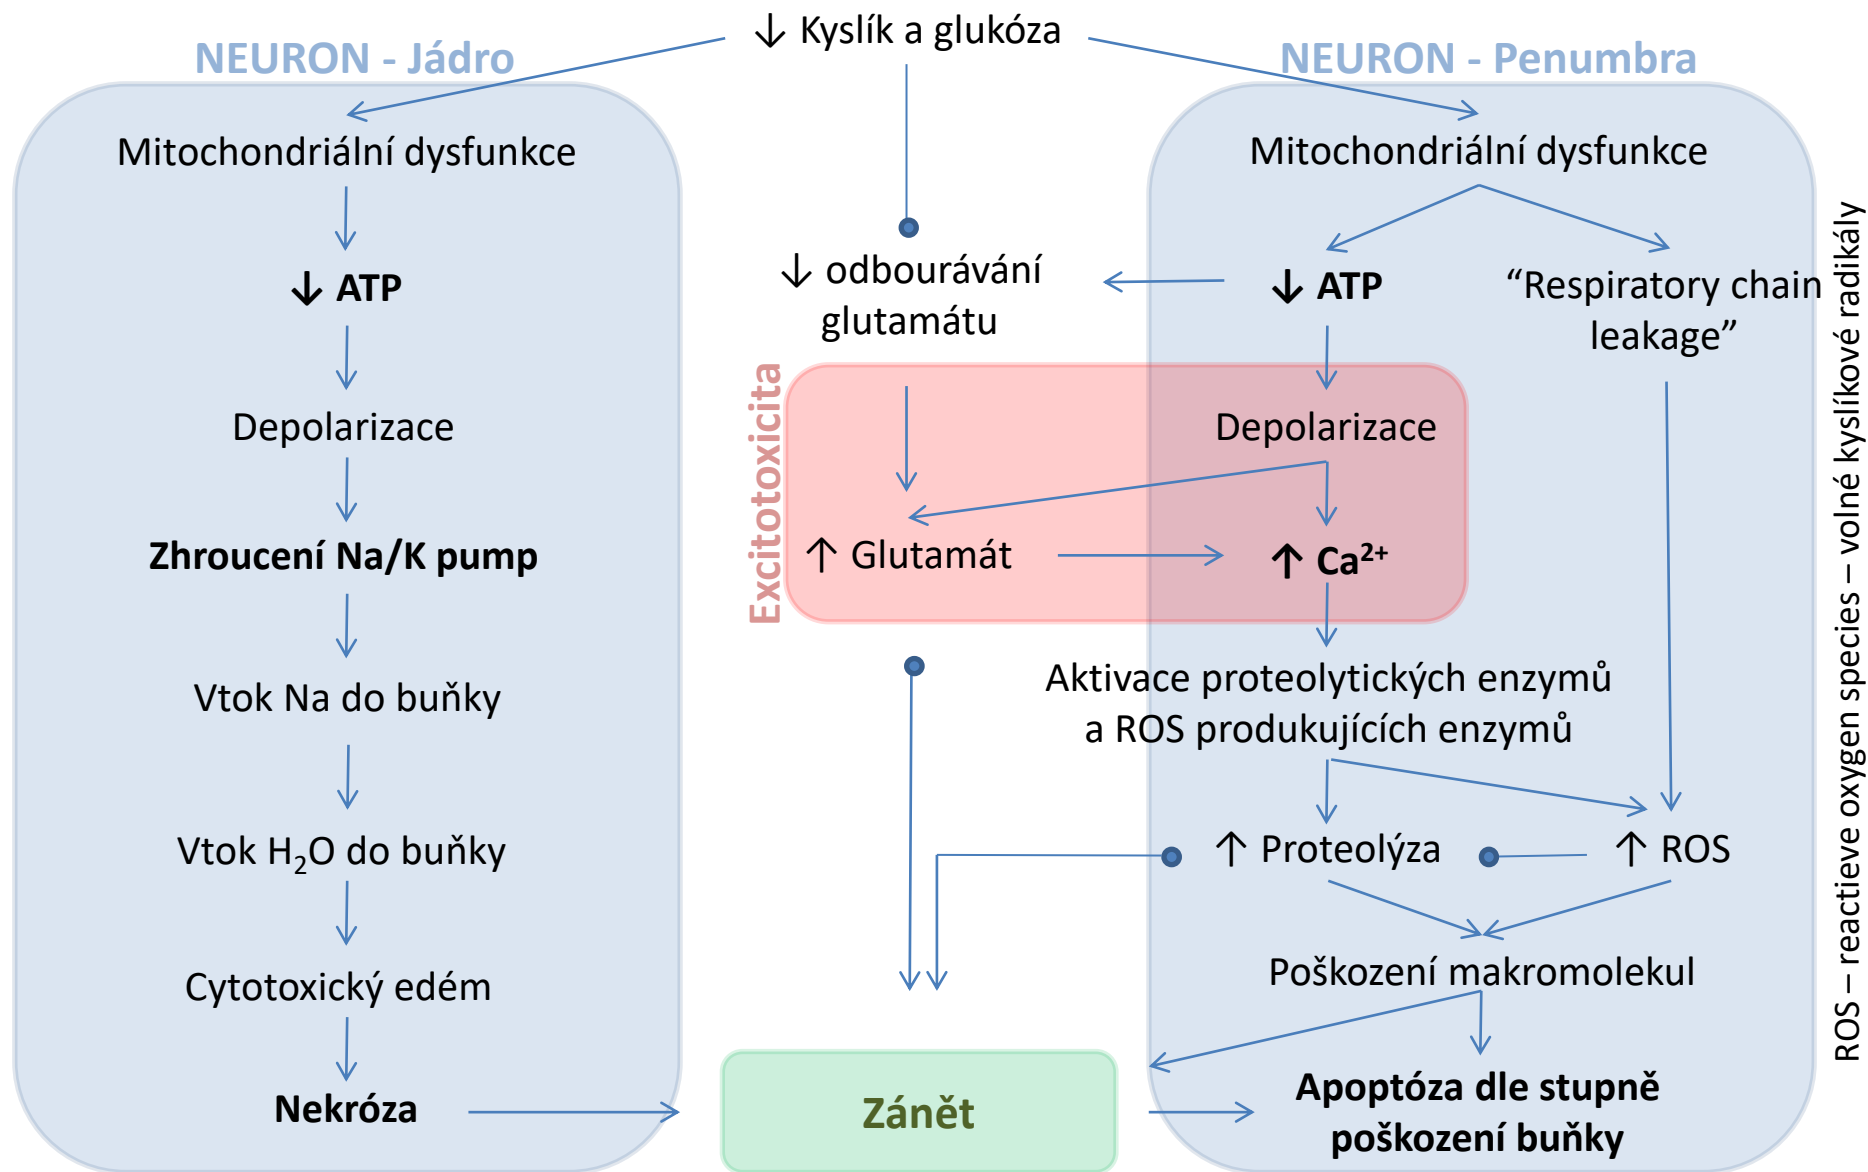 ↓ Kyslík a glukóza
NEURON - Jádro
Mitochondriální dysfunkce
↓ ATP
Depolarizace
Zhroucení Na/K pump
Vtok Na do buňky
Vtok H₂O do buňky
Cytotoxický edém
Nekróza
↓ odbourávání
glutamátu
Excitotoxicita
↑ Glutamát
Zánět
NEURON - Penumbra
Mitochondriální dysfunkce
↓ ATP
“Respiratory chain
leakage”
Depolarizace
↑ Ca²⁺
Aktivace proteolytických enzymů
a ROS produkujících enzymů
↑ Proteolýza
↑ ROS
Poškození makromolekul
Apoptóza dle stupně
poškození buňky
ROS – reactieve oxygen species – volné kyslíkové radikály